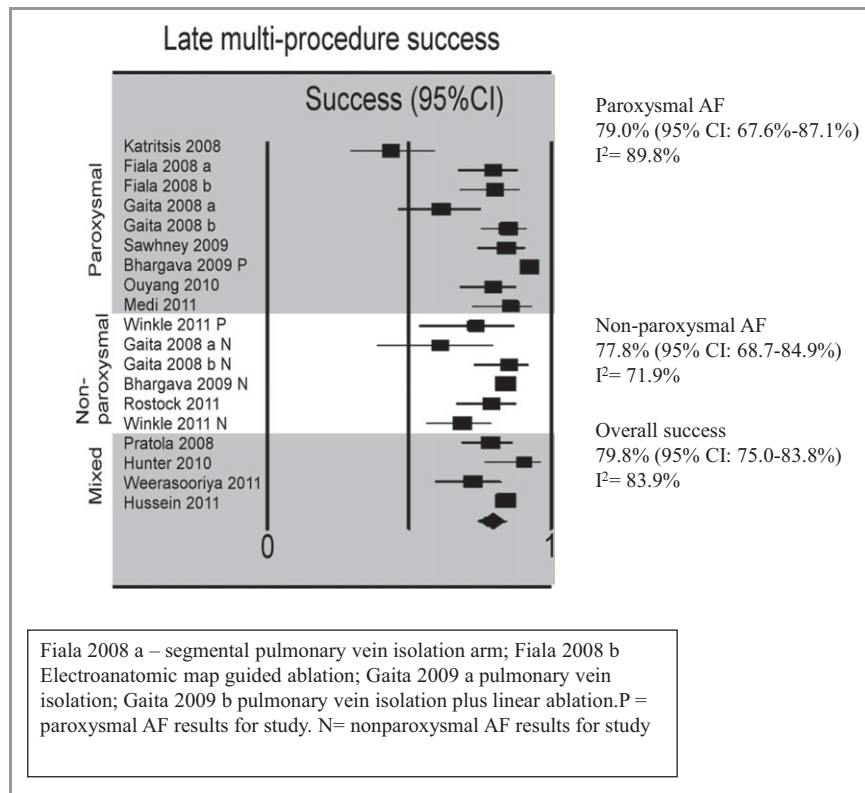 Late multi-procedure success
Success (95%CI)
Paroxysmal
Katritsis 2008
Fiala 2008 a
Fiala 2008 b
Gaita 2008 a
Gaita 2008 b
Sawhney 2009
Bhargava 2009 P
Ouyang 2010
Medi 2011
Non-
paroxysmal
Winkle 2011 P
Gaita 2008 a N
Gaita 2008 b N
Bhargava 2009 N
Rostock 2011
Winkle 2011 N
Mixed
Pratola 2008
Hunter 2010
Weerasooriya 2011
Hussein 2011
0 1
Paroxysmal AF
79.0% (95% CI: 67.6%-87.1%)
I²= 89.8%
Non-paroxysmal AF
77.8% (95% CI: 68.7-84.9%)
I²= 71.9%
Overall success
79.8% (95% CI: 75.0-83.8%)
I²= 83.9%
Fiala 2008 a – segmental pulmonary vein isolation arm; Fiala 2008 b
Electroanatomic map guided ablation; Gaita 2009 a pulmonary vein
isolation; Gaita 2009 b pulmonary vein isolation plus linear ablation.P =
paroxysmal AF results for study. N= nonparoxysmal AF results for study